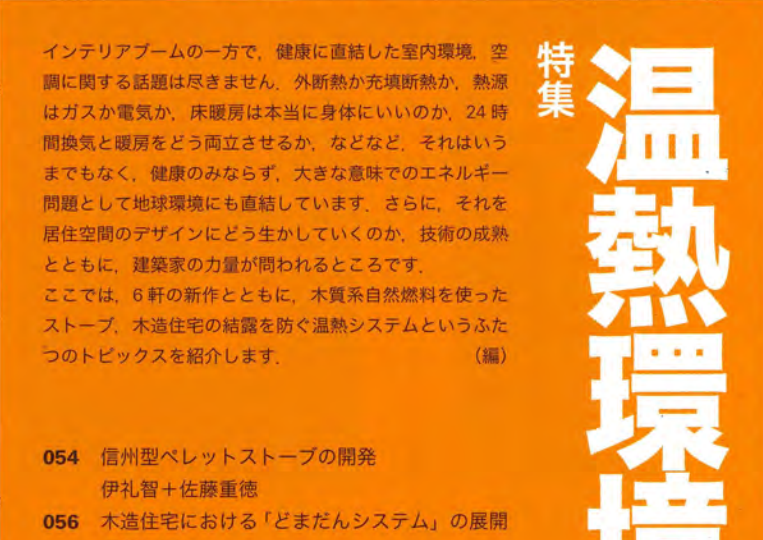 特集
温熱環境
インテリアブームの一方で，健康に直結した室内環境，空
調に関する話題は尽きません．外断熱か充填断熱か，熱源
はガスか電気か，床暖房は本当に身体にいいのか，24時
間換気と暖房をどう両立させるか，などなど．それはいう
までもなく，健康のみならず，大きな意味でのエネルギー
問題として地球環境にも直結しています．さらに，それを
居住空間のデザインにどう生かしていくのか，技術の成熟
とともに，建築家の力量が問われるところです．
ここでは，6軒の新作とともに，木質系自然燃料を使った
ストーブ，木造住宅の結露を防ぐ温熱システムというふた
つのトピックスを紹介します．（編）
054 信州型ペレットストーブの開発
伊礼智＋佐藤重徳
056 木造住宅における「どまだんシステム」の展開